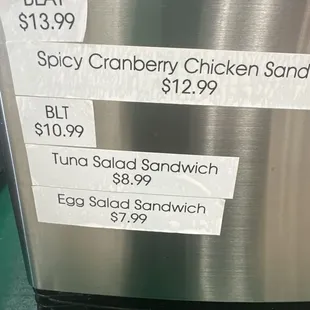 BLAT
$13.99
Spicy Cranberry Chicken Sand
$12.99
BLT
$10.99
Tuna Salad Sandwich
$8.99
Egg Salad Sandwich
$7.99